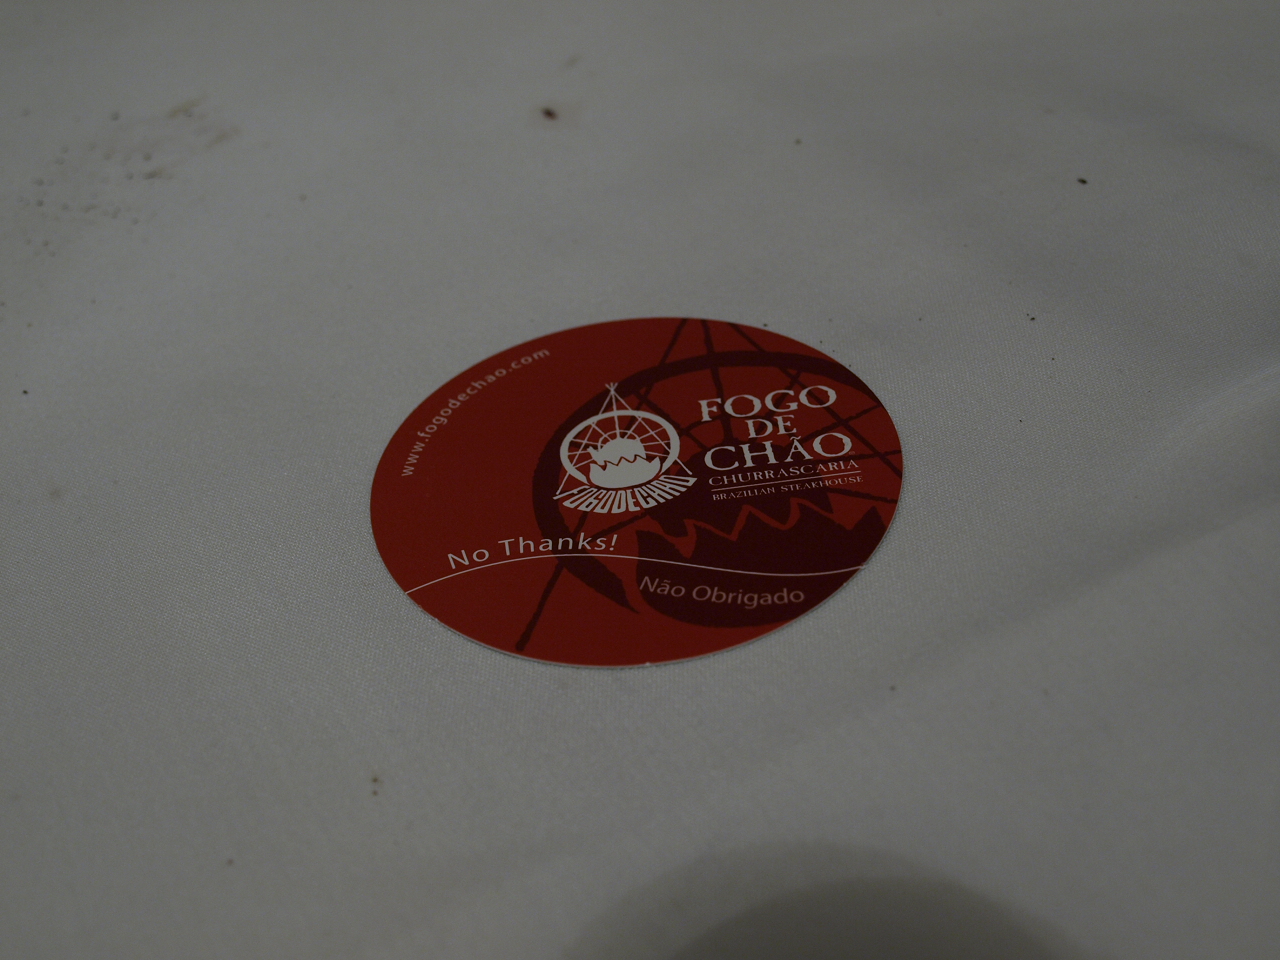 www.fogodechao.com
FOGO
DE
CHÃO
CHURRASCARIA
BRAZILIAN STEAKHOUSE
FOGODECHAO
No Thanks!
Não Obrigado